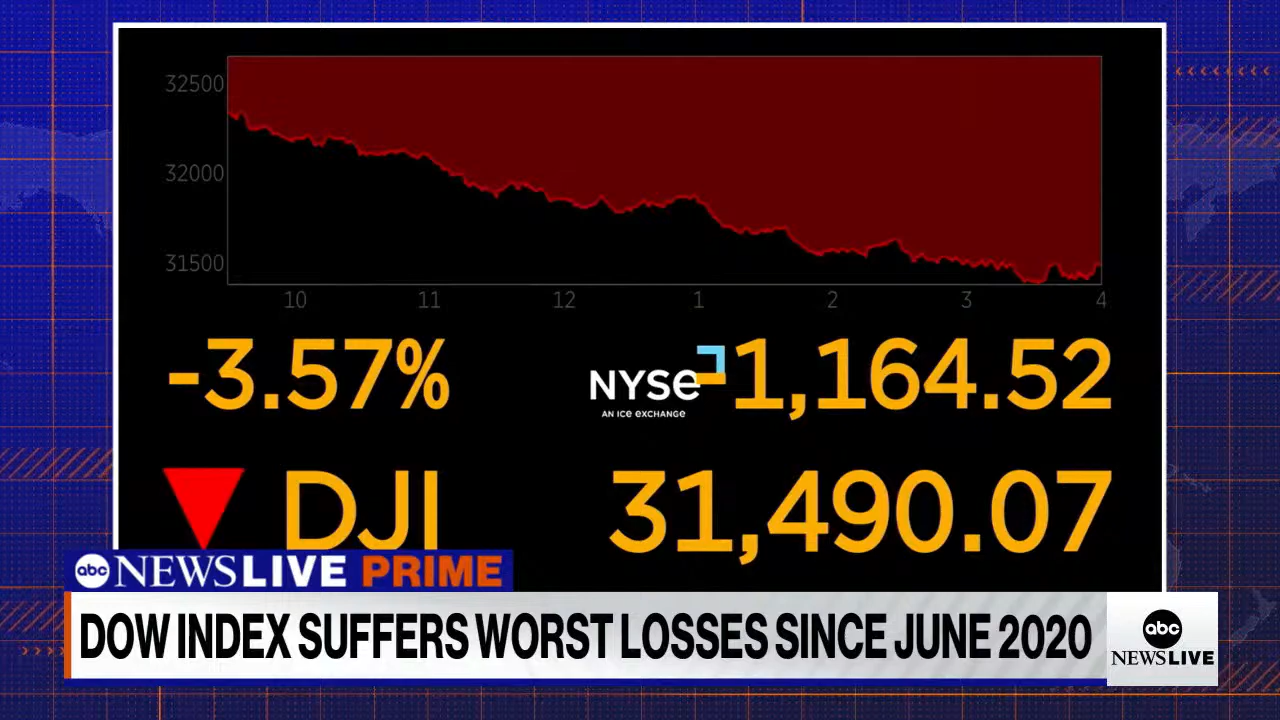 32500
32000
31500
10 11 12 1 2 3 4
-3.57% NYSE -1,164.52
AN ICE EXCHANGE
DJI 31,490.07
abc NEWS LIVE PRIME
DOW INDEX SUFFERS WORST LOSSES SINCE JUNE 2020
abc
NEWS LIVE